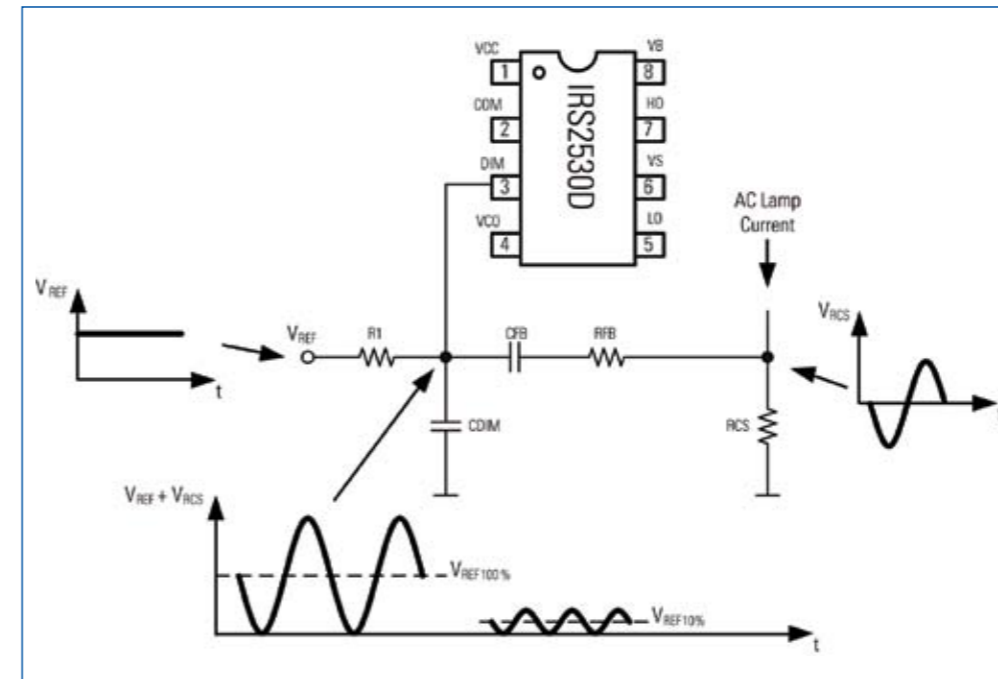 VCC
1
COM
2
DIM
3
VCO
4
IRS2530D
VB
8
HO
7
VS
6
LO
5
AC Lamp
Current
VREF
t
VREF
R1
CFB
RFB
CDIM
RCS
VRCS
t
VREF + VRCS
VREF100%
VREF10%
t